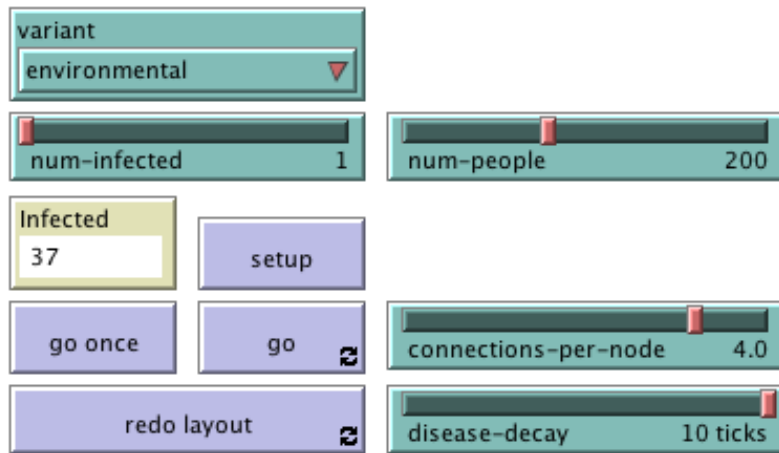 variant
environmental
num-infected 1
num-people 200
Infected
37
setup
go once
go
connections-per-node 4.0
redo layout
disease-decay 10 ticks